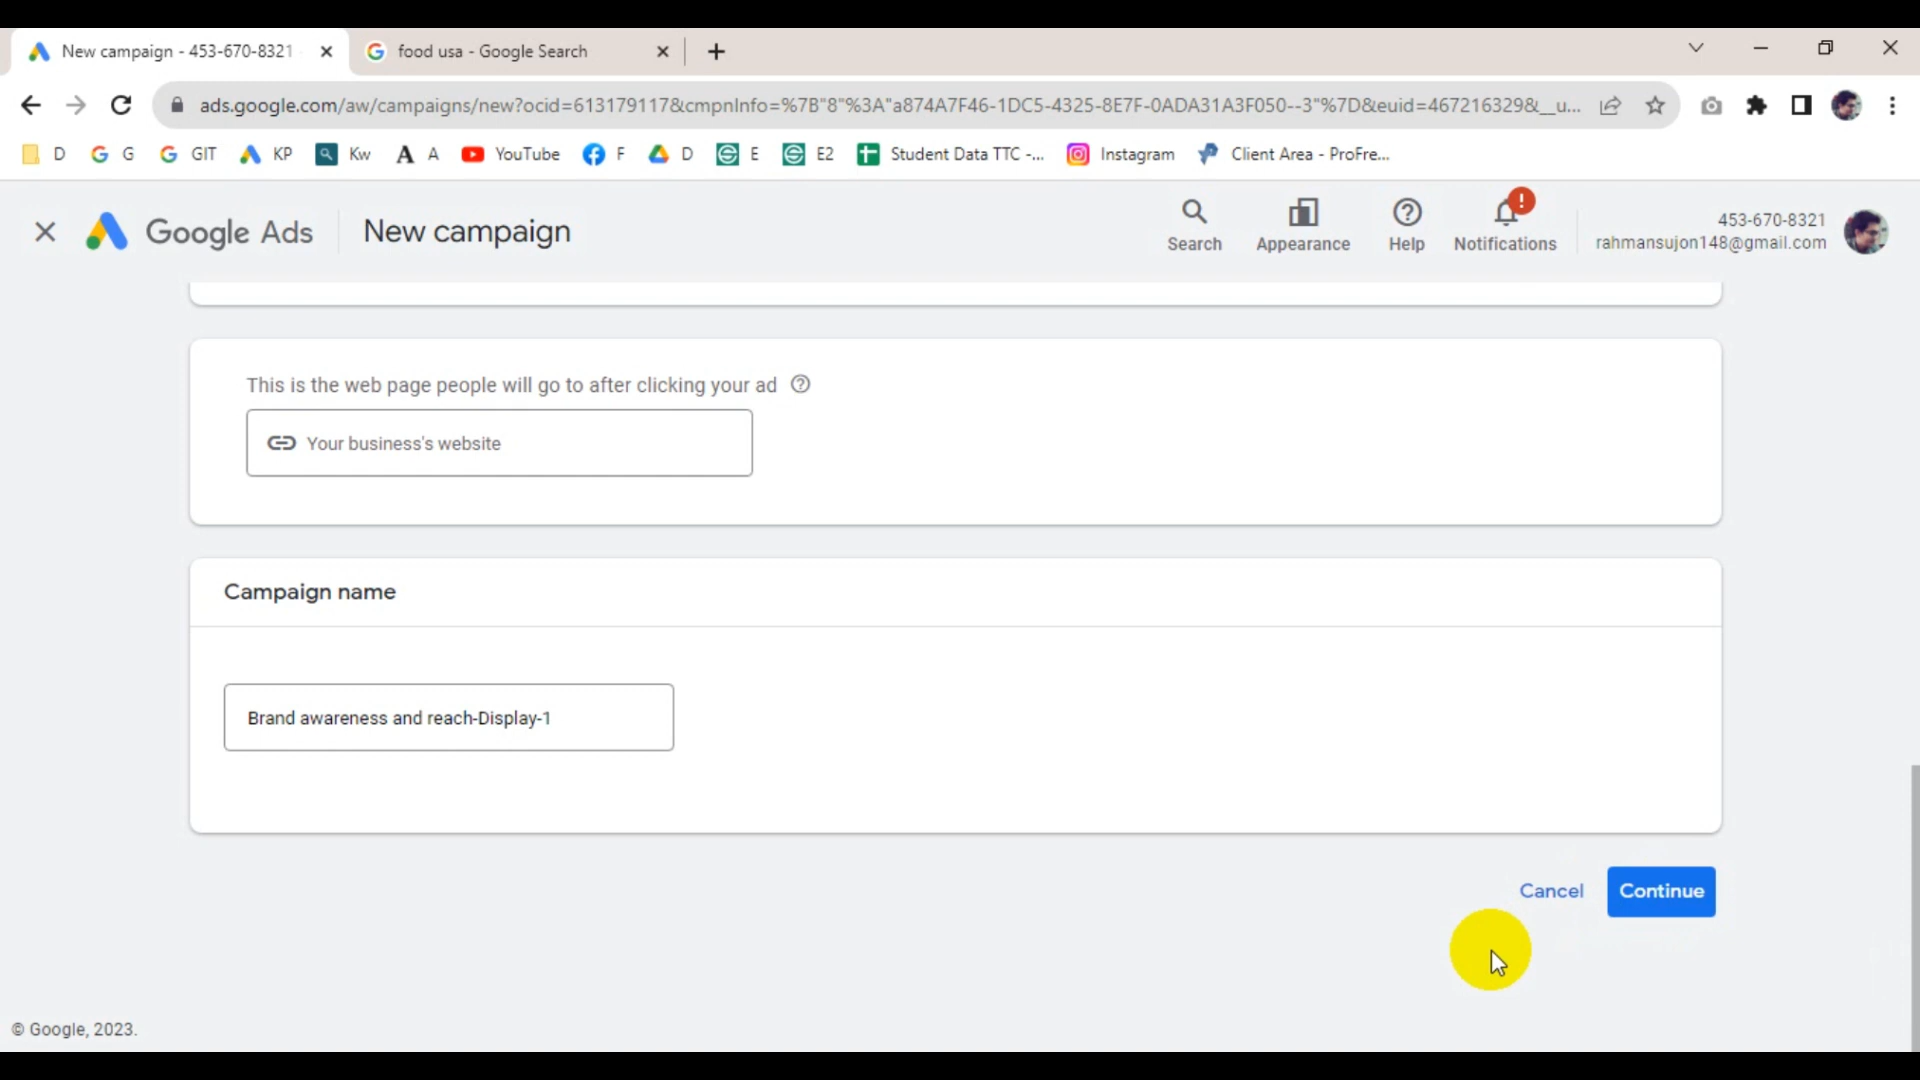 New campaign - 453-670-8321
food usa - Google Search
ads.google.com/aw/campaigns/new?ocid=613179117&cmpnInfo=%7B"8"%3A"a874A7F46-1DC5-4325-8E7F-0ADA31A3F050--3"%7D&euid=467216329&__u...
D G GIT KP Kw A A YouTube F D E E2 Student Data TTC -... Instagram Client Area - ProFre...
Google Ads New campaign
Search Appearance Help Notifications
453-670-8321
rahmansujon148@gmail.com
This is the web page people will go to after clicking your ad
Your business's website
Campaign name
Brand awareness and reach-Display-1
Cancel Continue
© Google, 2023.